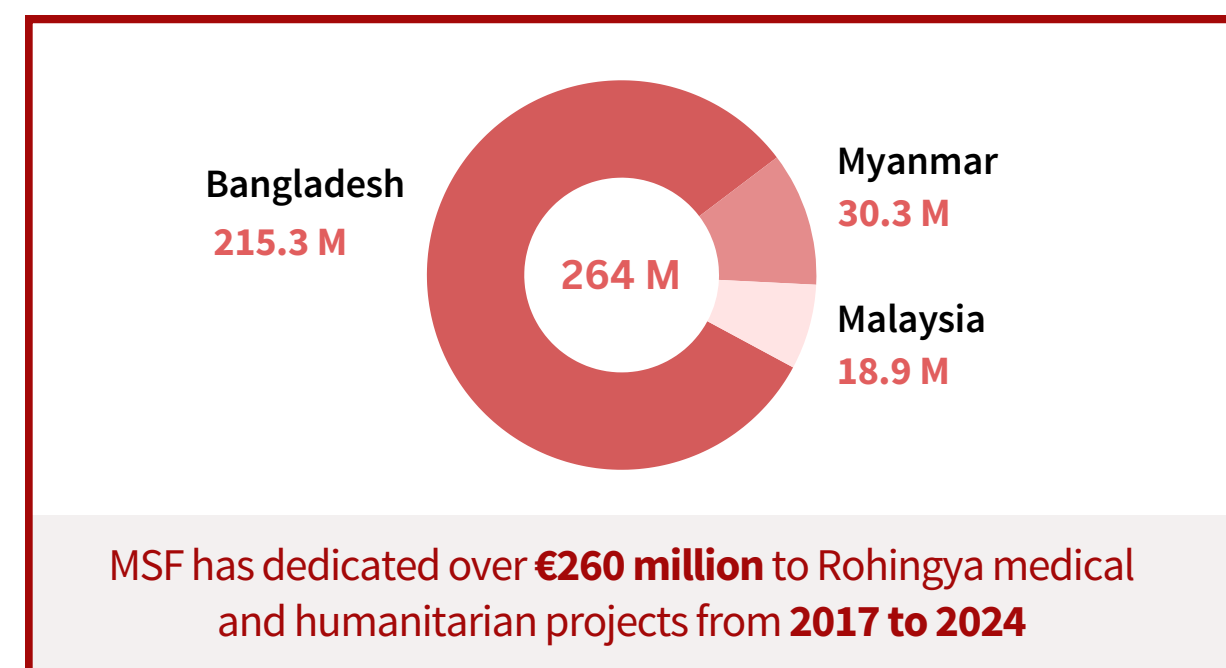 Bangladesh
215.3 M
264 M
Myanmar
30.3 M
Malaysia
18.9 M
MSF has dedicated over €260 million to Rohingya medical
and humanitarian projects from 2017 to 2024